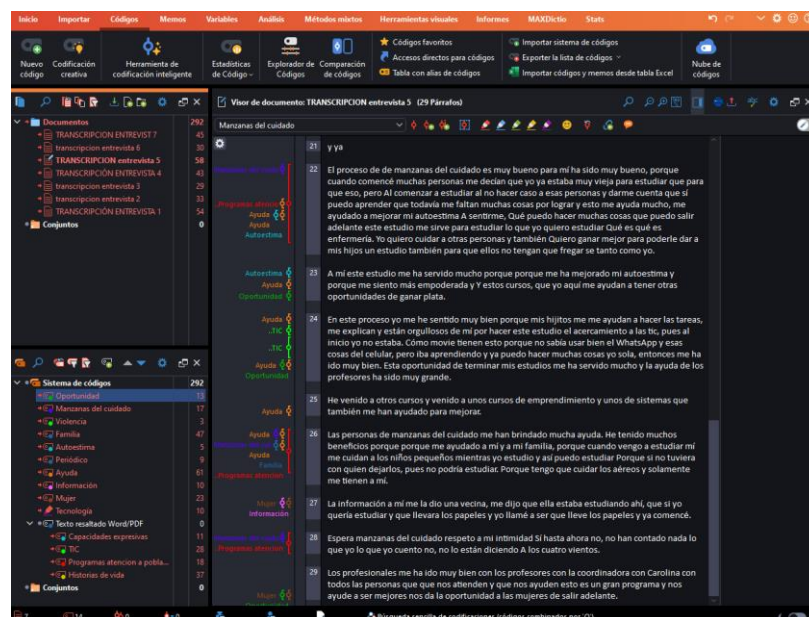 Inicio Importar Códigos Memos Variables Análisis Métodos mixtos Herramientas visuales Informes MAXDictio Stats
Nuevo código
Codificación creativa
Herramienta de codificación inteligente
Estadísticas de Código
Explorador de Códigos
Comparación de códigos
Códigos favoritos
Accesos directos para códigos
Tabla con alias de códigos
Importar sistema de códigos
Exporter la lista de códigos
Importar códigos y memos desde tabla Excel
Nube de códigos
Documentos 292
TRANSCRIPCION ENTREVIST 7 45
transcripcion entrevista 6 30
TRANSCRIPCION entrevista 5 58
TRANSCRIPCIÓN ENTREVISTA 4 43
transcripcion entrevista 3 29
transcripcion entrevista 2 33
TRANSCRIPCIÓN ENTREVISTA 1 54
Conjuntos 0
Sistema de códigos 292
Oportunidad 13
Manzanas del cuidado 17
Violencia 3
Familia 47
Autoestima 5
Periódico 9
Ayuda 61
Información 10
Mujer 23
Tecnología 10
Texto resaltado Word/PDF 0
Capacidades expresivas 11
TIC 28
Programas atencion a pobla... 18
Historias de vida 37
Conjuntos 0
Visor de documento: TRANSCRIPCION entrevista 5 (29 Párrafos)
Manzanas del cuidado
21 y ya
22 El proceso de de manzanas del cuidado es muy bueno para mí ha sido muy bueno, porque
cuando comencé muchas personas me decían que yo ya estaba muy vieja para estudiar que para
que eso, pero Al comenzar a estudiar al no hacer caso a esas personas y darme cuenta que sí
puedo aprender que todavía me faltan muchas cosas por lograr y esto me ayuda mucho, me
ayudado a mejorar mi autoestima A sentirme, Qué puedo hacer muchas cosas que puedo salir
adelante este estudio me sirve para estudiar lo que yo quiero estudiar Qué es qué es
enfermería. Yo quiero cuidar a otras personas y también Quiero ganar mejor para poderle dar a
mis hijos un estudio también para que ellos no tengan que fregar se tanto como yo.
Ayuda
Ayuda
Autoestima
23 A mí este estudio me ha servido mucho porque porque me ha mejorado mi autoestima y
porque me siento más empoderada y Y estos cursos, que yo aquí me ayudan a tener otras
oportunidades de ganar plata.
Autoestima
Ayuda
Oportunidad
24 En este proceso yo me he sentido muy bien porque mis hijitos me me ayudan a hacer las tareas,
me explican y están orgullosos de mí por hacer este estudio el acercamiento a las tic, pues al
inicio yo no estaba. Cómo movie tienen esto porque no sabía usar bien el WhatsApp y esas
cosas del celular, pero iba aprendiendo y ya puedo hacer muchas cosas yo sola, entonces me ha
ido muy bien. Esta oportunidad de terminar mis estudios me ha servido mucho y la ayuda de los
profesores ha sido muy grande.
Ayuda
..TIC
..TIC
Ayuda
Oportunidad
25 He venido a otros cursos y venido a unos cursos de emprendimiento y unos de sistemas que
también me han ayudado para mejorar.
Ayuda
26 Las personas de manzanas del cuidado me han brindado mucha ayuda. He tenido muchos
beneficios porque porque me ayudado a mí y a mi familia, porque cuando vengo a estudiar mí
me cuidan a los niños pequeños mientras yo estudio y así puedo estudiar Porque si no tuviera
con quien dejarlos, pues no podría estudiar. Porque tengo que cuidar los aéreos y solamente
me tienen a mí.
Ayuda
Ayuda
Familia
..Programas atencion
27 La información a mí me la dio una vecina, me dijo que ella estaba estudiando ahí, que si yo
quería estudiar y que llevara los papeles y yo llamé a ser que lleve los papeles y ya comencé.
Mujer
Información
28 Espera manzanas del cuidado respeto a mi intimidad Sí hasta ahora no, no han contado nada lo
que yo lo que yo cuento no, no lo están diciendo A los cuatro vientos.
29 Los profesionales me ha ido muy bien con los profesores con la coordinadora con Carolina con
todos las personas que que nos atienden y que nos ayuden esto es un gran programa y nos
ayude a ser mejores nos da la oportunidad a las mujeres de salir adelante.
Mujer